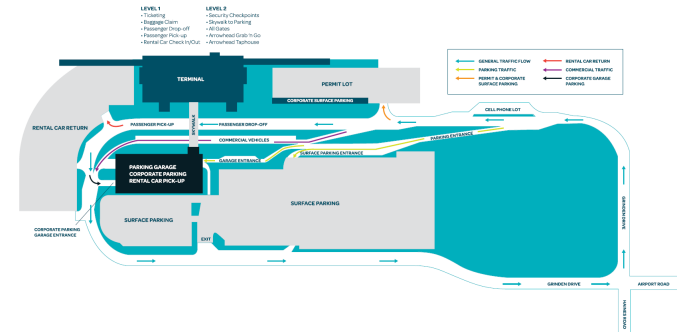 LEVEL 1
• Ticketing
• Baggage Claim
• Passenger Drop-off
• Passenger Pick-up
• Rental Car Check In/Out
LEVEL 2
• Security Checkpoints
• Skywalk to Parking
• All Gates
• Arrowhead Grab 'n Go
• Arrowhead Taphouse
GENERAL TRAFFIC FLOW
PARKING TRAFFIC
PERMIT & CORPORATE
SURFACE PARKING
RENTAL CAR RETURN
COMMERCIAL TRAFFIC
CORPORATE GARAGE
PARKING
TERMINAL
PERMIT LOT
CORPORATE SURFACE PARKING
CELL PHONE LOT
RENTAL CAR RETURN
PASSENGER PICK-UP
SKYWALK
PASSENGER DROP-OFF
PARKING ENTRANCE
COMMERCIAL VEHICLES
SURFACE PARKING ENTRANCE
GARAGE ENTRANCE
PARKING GARAGE
CORPORATE PARKING
RENTAL CAR PICK-UP
SURFACE PARKING
SURFACE PARKING
CORPORATE PARKING
GARAGE ENTRANCE
EXIT
GRINDEN DRIVE
GRINDEN DRIVE
AIRPORT ROAD
HAINES ROAD